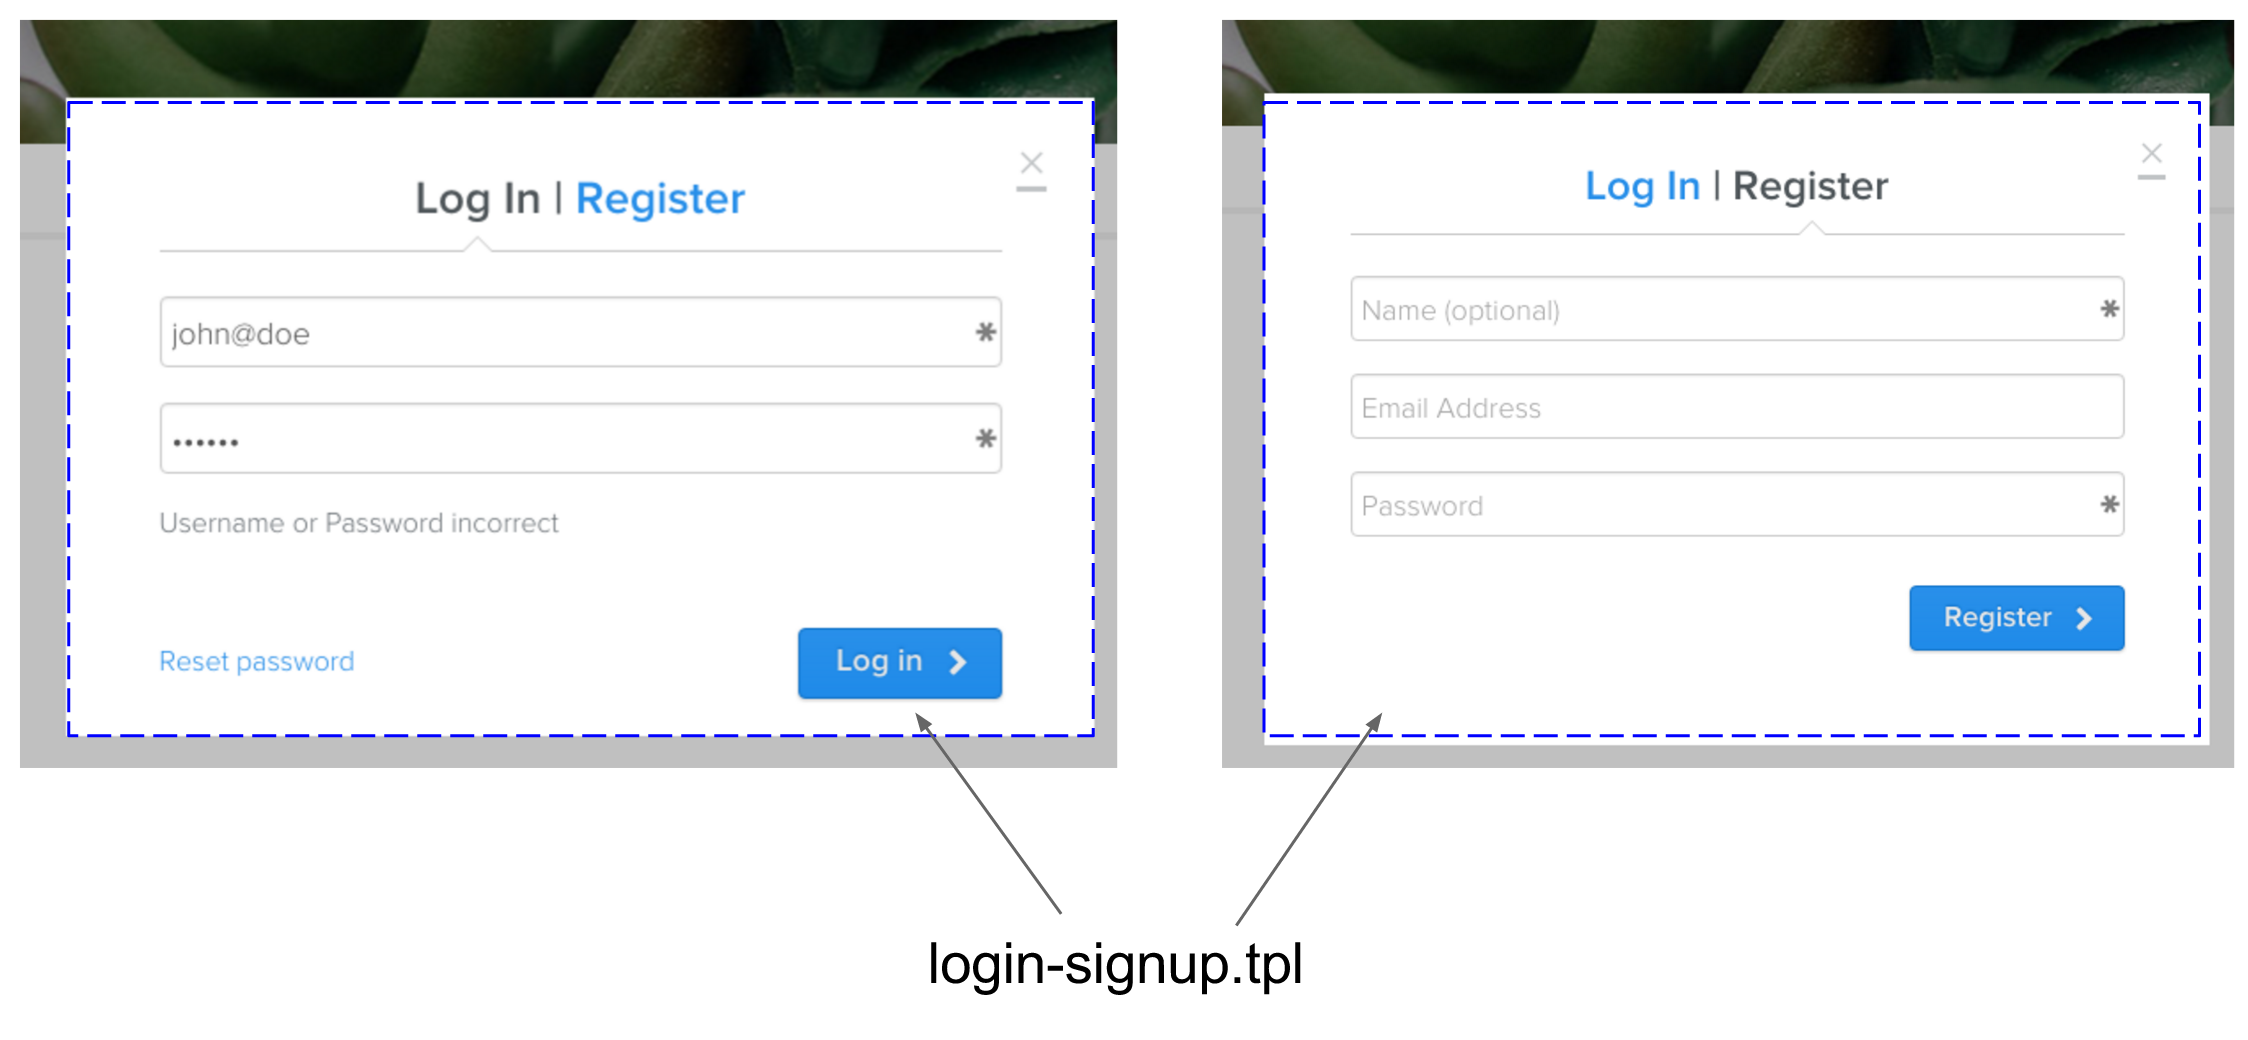 Log In | Register
john@doe
••••••
Username or Password incorrect
Reset password
Log in
Log In | Register
Name (optional)
Email Address
Password
Register
login-signup.tpl